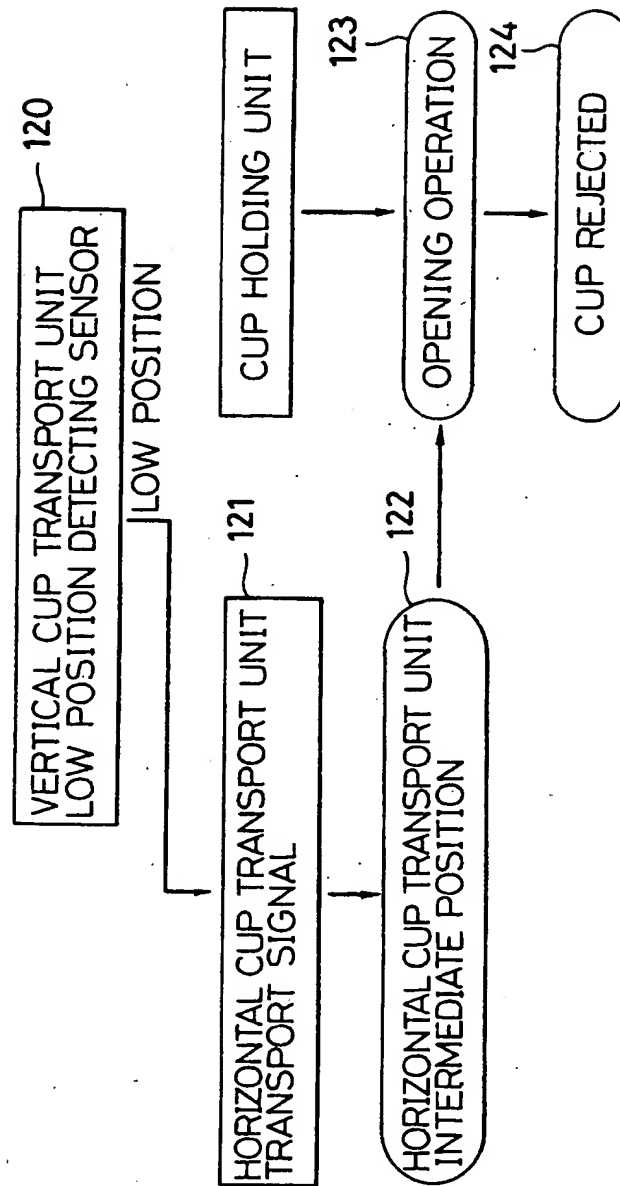 120
VERTICAL CUP TRANSPORT UNIT
LOW POSITION DETECTING SENSOR
LOW POSITION
121
HORIZONTAL CUP TRANSPORT UNIT
TRANSPORT SIGNAL
CUP HOLDING UNIT
122
HORIZONTAL CUP TRANSPORT UNIT
INTERMEDIATE POSITION
123
OPENING OPERATION
124
CUP REJECTED